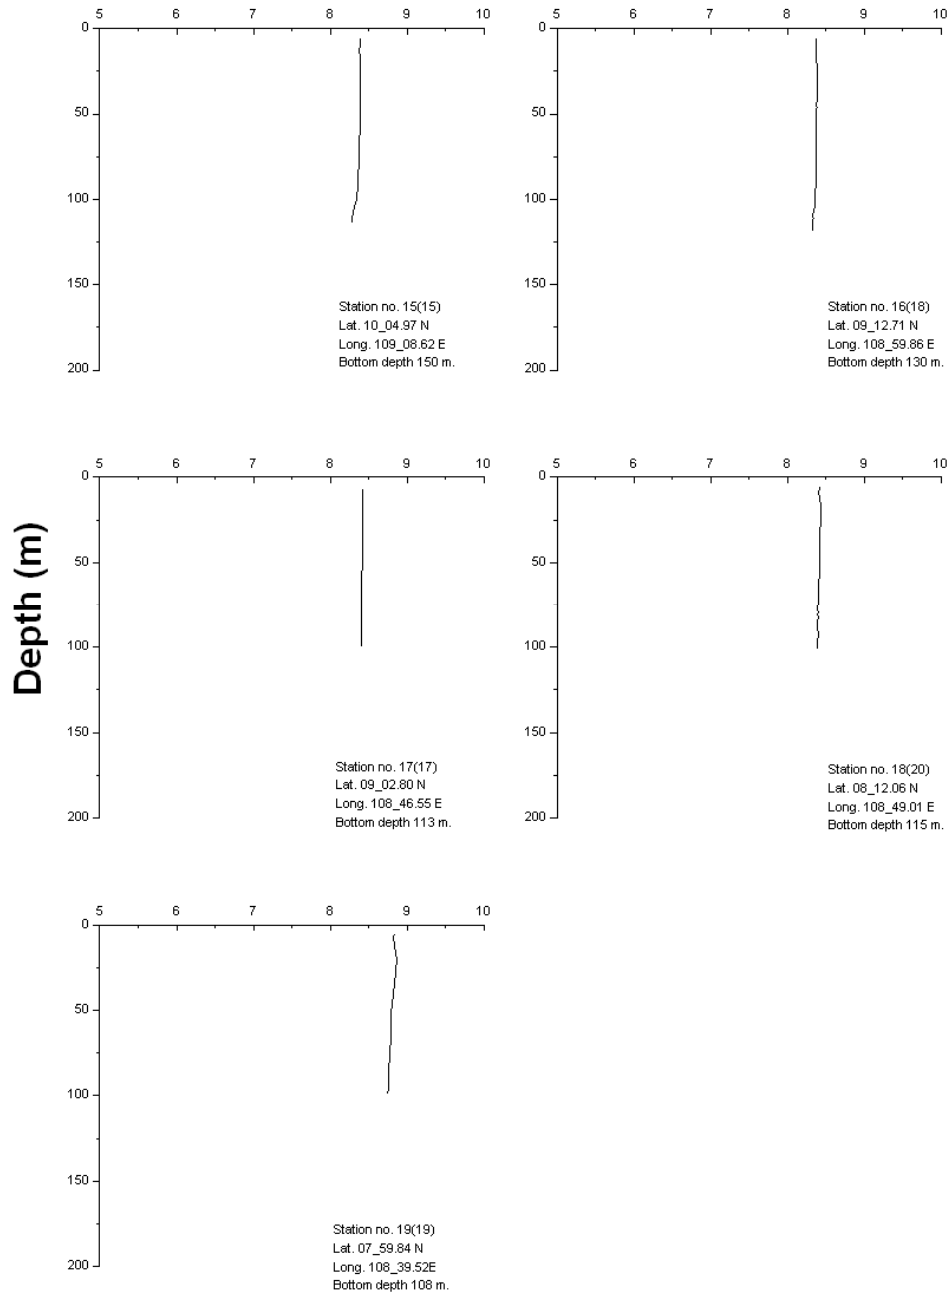 5 6 7 8 9 10
0
50
100
150
200
Station no. 15(15)
Lat. 10_04.97 N
Long. 109_08.62 E
Bottom depth 150 m.
5 6 7 8 9 10
0
50
100
150
200
Station no. 16(18)
Lat. 09_12.71 N
Long. 108_59.86 E
Bottom depth 130 m.
Depth (m)
5 6 7 8 9 10
0
50
100
150
200
Station no. 17(17)
Lat. 09_02.80 N
Long. 108_46.55 E
Bottom depth 113 m.
5 6 7 8 9 10
0
50
100
150
200
Station no. 18(20)
Lat. 08_12.06 N
Long. 108_49.01 E
Bottom depth 115 m.
5 6 7 8 9 10
0
50
100
150
200
Station no. 19(19)
Lat. 07_59.84 N
Long. 108_39.52E
Bottom depth 108 m.